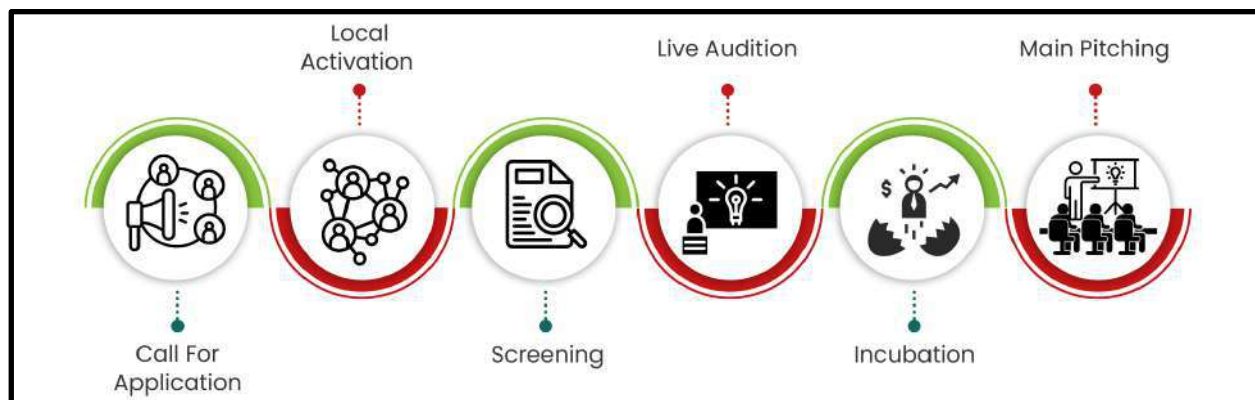 Local
Activation
Live Audition
Main Pitching
$
Call For
Application
Screening
Incubation